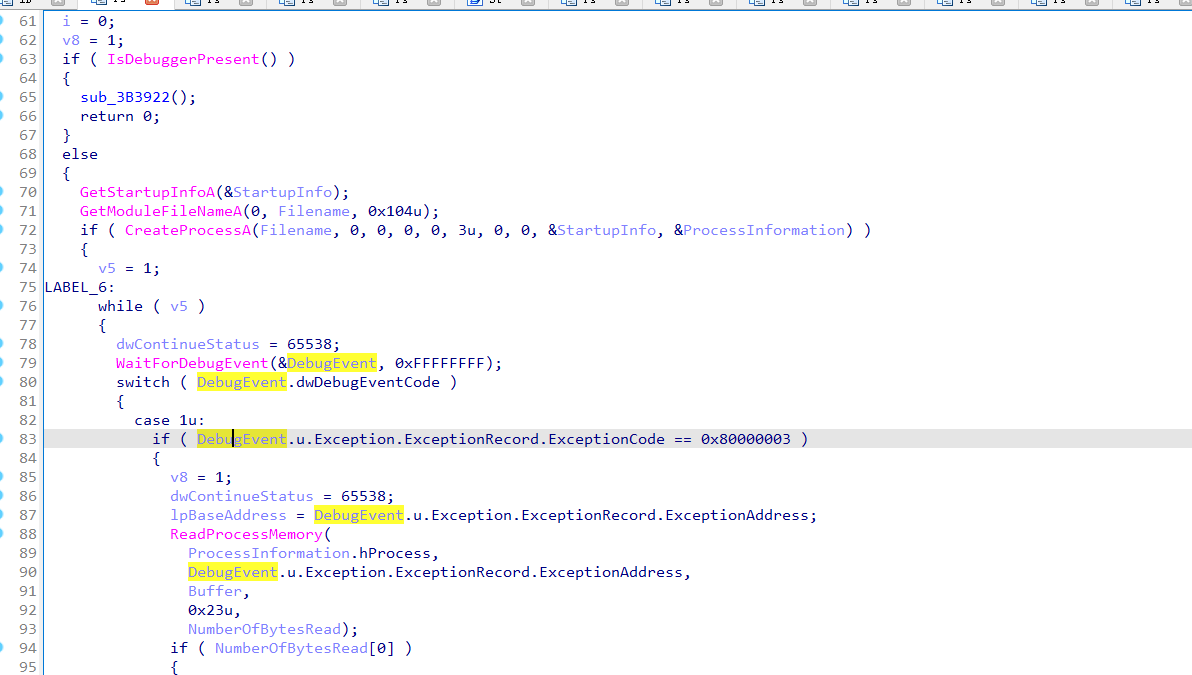 61 i = 0;
62 v8 = 1;
63 if ( IsDebuggerPresent() )
64 {
65 sub_3B3922();
66 return 0;
67 }
68 else
69 {
70 GetStartupInfoA(&StartupInfo);
71 GetModuleFileNameA(0, Filename, 0x104u);
72 if ( CreateProcessA(Filename, 0, 0, 0, 0, 3u, 0, 0, &StartupInfo, &ProcessInformation) )
73 {
74 v5 = 1;
75 LABEL_6:
76 while ( v5 )
77 {
78 dwContinueStatus = 65538;
79 WaitForDebugEvent(&DebugEvent, 0xFFFFFFFF);
80 switch ( DebugEvent.dwDebugEventCode )
81 {
82 case 1u:
83 if ( DebugEvent.u.Exception.ExceptionRecord.ExceptionCode == 0x80000003 )
84 {
85 v8 = 1;
86 dwContinueStatus = 65538;
87 lpBaseAddress = DebugEvent.u.Exception.ExceptionRecord.ExceptionAddress;
88 ReadProcessMemory(
89 ProcessInformation.hProcess,
90 DebugEvent.u.Exception.ExceptionRecord.ExceptionAddress,
91 Buffer,
92 0x23u,
93 NumberOfBytesRead);
94 if ( NumberOfBytesRead[0] )
95 {